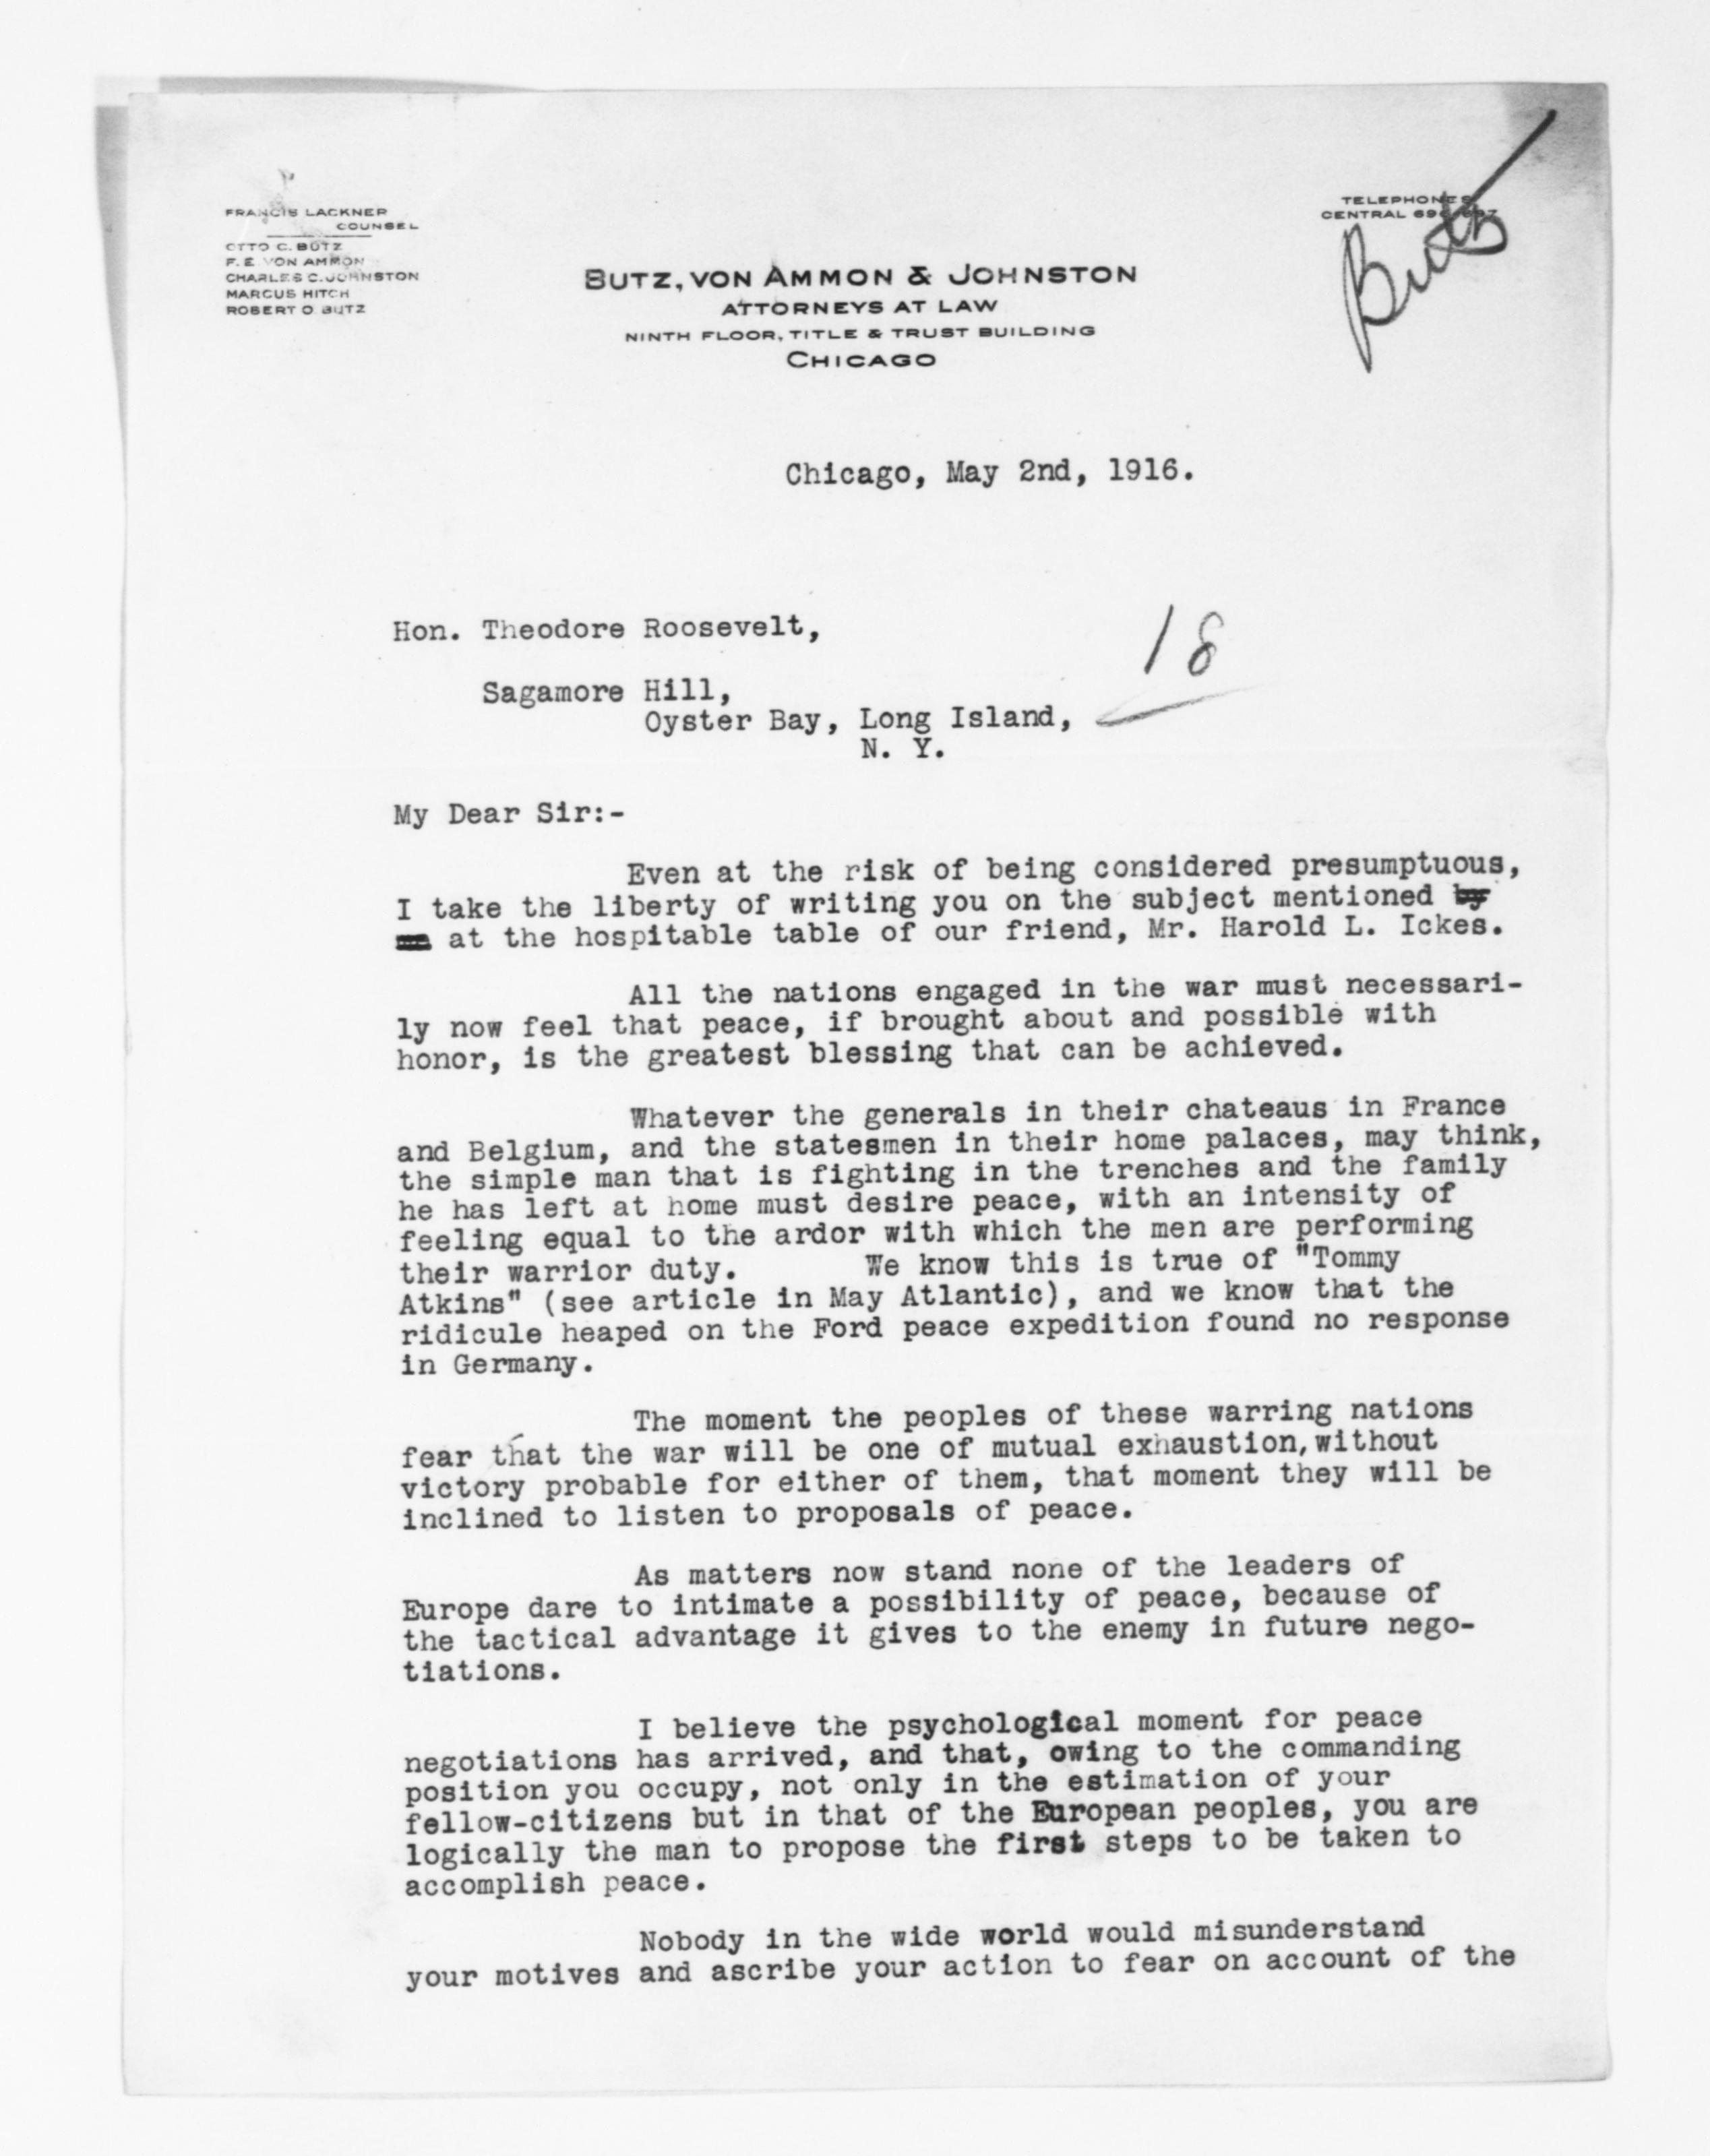 FRANCIS LACKNER
COUNSEL
OTTO C. BUTZ
F. E. VON AMMON
CHARLES C. JOHNSTON
MARCUS HITCH
ROBERT O. BUTZ
TELEPHONES
CENTRAL
Butz
BUTZ, VON AMMON & JOHNSTON
ATTORNEYS AT LAW
NINTH FLOOR, TITLE & TRUST BUILDING
CHICAGO
Chicago, May 2nd, 1916.
Hon. Theodore Roosevelt,
18
Sagamore Hill,
Oyster Bay, Long Island,
N. Y.
My Dear Sir:-
Even at the risk of being considered presumptuous,
I take the liberty of writing you on the subject mentioned by
at the hospitable table of our friend, Mr. Harold L. Ickes.
All the nations engaged in the war must necessari-
ly now feel that peace, if brought about and possible with
honor, is the greatest blessing that can be achieved.
Whatever the generals in their chateaus in France
and Belgium, and the statesmen in their home palaces, may think,
the simple man that is fighting in the trenches and the family
he has left at home must desire peace, with an intensity of
feeling equal to the ardor with which the men are performing
their warrior duty. We know this is true of "Tommy
Atkins" (see article in May Atlantic), and we know that the
ridicule heaped on the Ford peace expedition found no response
in Germany.
The moment the peoples of these warring nations
fear that the war will be one of mutual exhaustion, without
victory probable for either of them, that moment they will be
inclined to listen to proposals of peace.
As matters now stand none of the leaders of
Europe dare to intimate a possibility of peace, because of
the tactical advantage it gives to the enemy in future nego-
tiations.
I believe the psychological moment for peace
negotiations has arrived, and that, owing to the commanding
position you occupy, not only in the estimation of your
fellow-citizens but in that of the European peoples, you are
logically the man to propose the first steps to be taken to
accomplish peace.
Nobody in the wide world would misunderstand
your motives and ascribe your action to fear on account of the